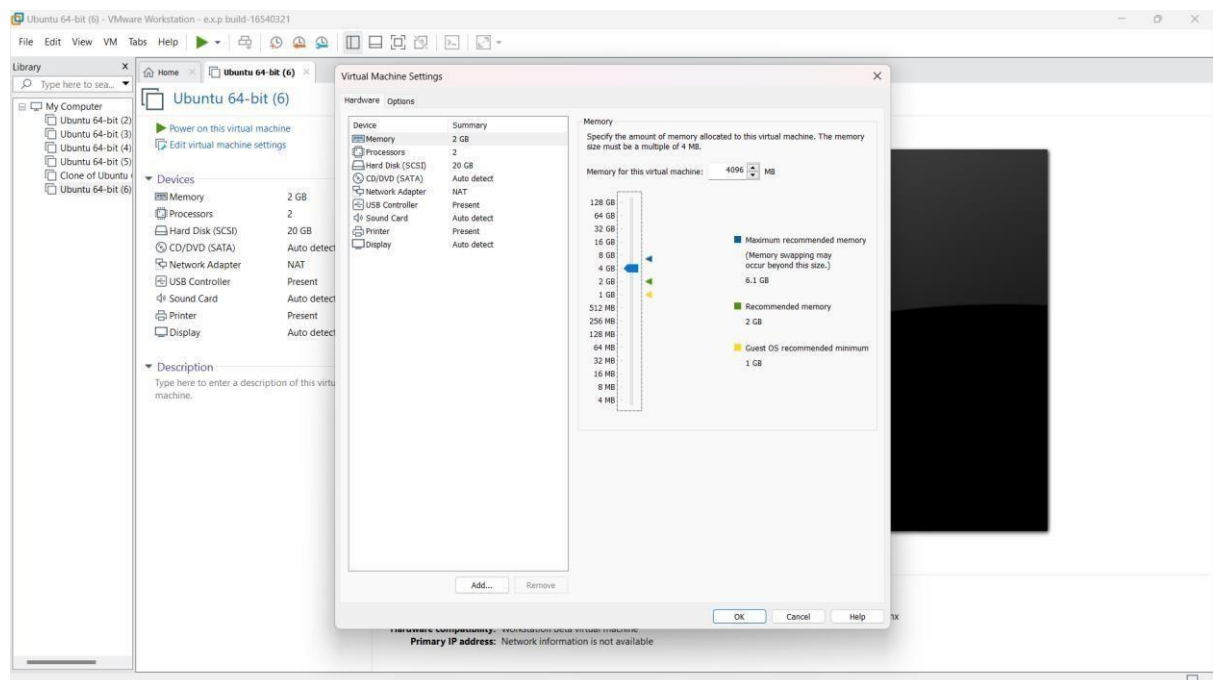 Ubuntu 64-bit (6) - VMware Workstation - e.x.p build-16540321
File Edit View VM Tabs Help
Library X
Type here to sea...
My Computer
Ubuntu 64-bit (2)
Ubuntu 64-bit (3)
Ubuntu 64-bit (4)
Ubuntu 64-bit (5)
Clone of Ubuntu
Ubuntu 64-bit (6)
Home
Ubuntu 64-bit (6)
Ubuntu 64-bit (6)
Power on this virtual machine
Edit virtual machine settings
Devices
Memory 2 GB
Processors 2
Hard Disk (SCSI) 20 GB
CD/DVD (SATA) Auto detect
Network Adapter NAT
USB Controller Present
Sound Card Auto detect
Printer Present
Display Auto detect
Description
Type here to enter a description of this virtu
machine.
Virtual Machine Settings
Hardware Options
Device Summary
Memory 2 GB
Processors 2
Hard Disk (SCSI) 20 GB
CD/DVD (SATA) Auto detect
Network Adapter NAT
USB Controller Present
Sound Card Auto detect
Printer Present
Display Auto detect
Add... Remove
Memory
Specify the amount of memory allocated to this virtual machine. The memory
size must be a multiple of 4 MB.
Memory for this virtual machine: 4096 MB
128 GB
64 GB
32 GB
16 GB
8 GB
4 GB
2 GB
1 GB
512 MB
256 MB
128 MB
64 MB
32 MB
16 MB
8 MB
4 MB
Maximum recommended memory
(Memory swapping may
occur beyond this size.)
6.1 GB
Recommended memory
2 GB
Guest OS recommended minimum
1 GB
OK Cancel Help
nx
Hardware compatibility: Workstation Beta virtual machine
Primary IP address: Network information is not available